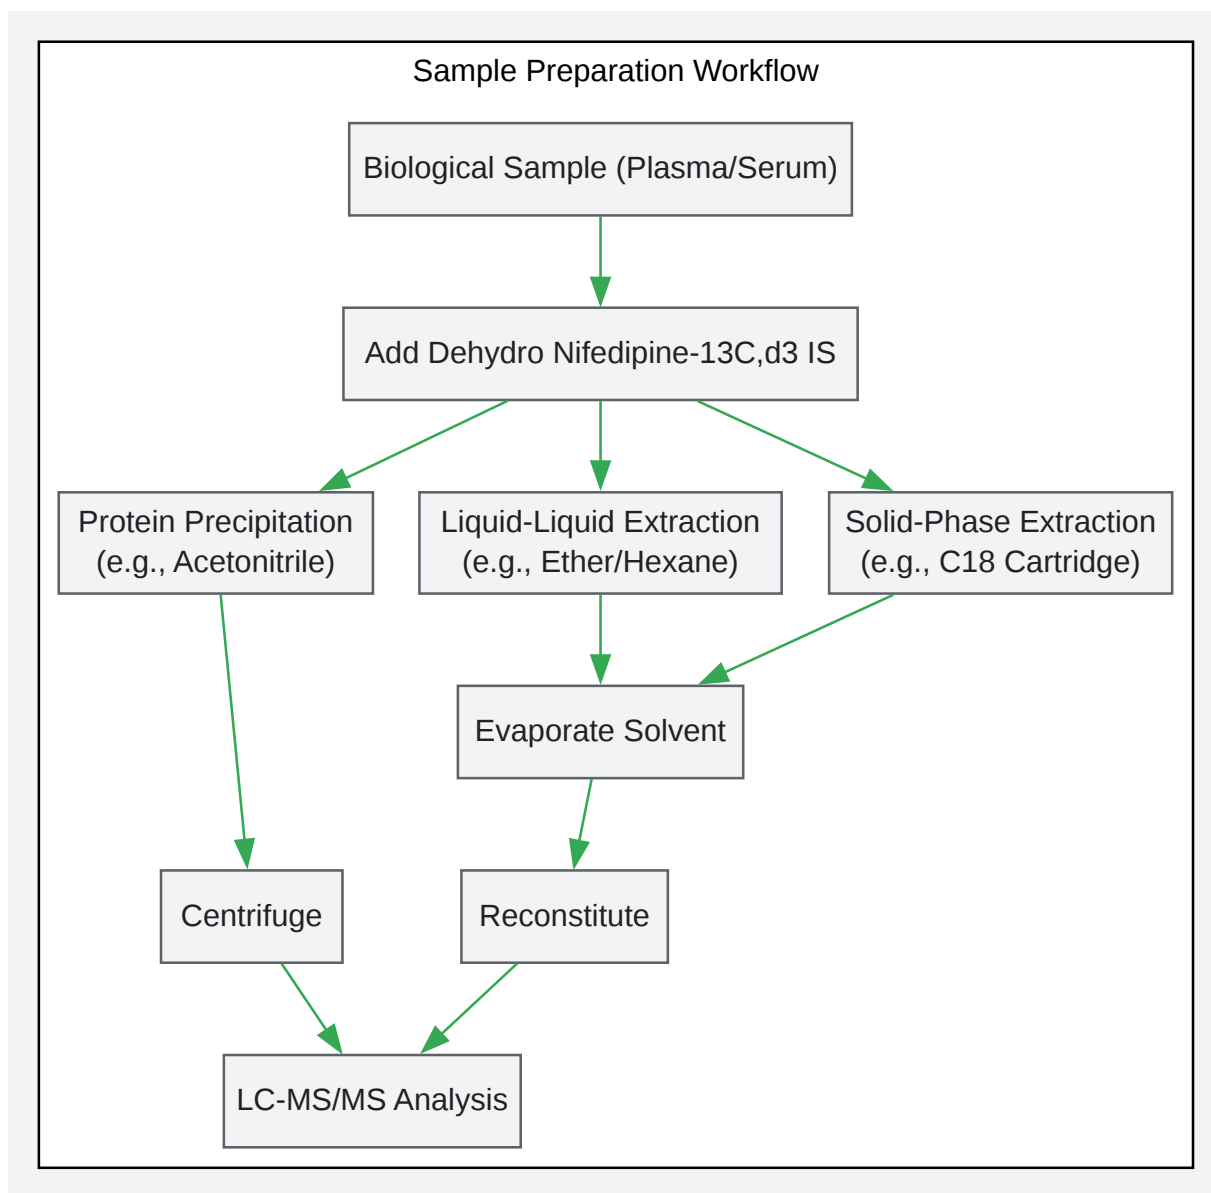 Sample Preparation Workflow
Biological Sample (Plasma/Serum)
Add Dehydro Nifedipine-13C,d3 IS
Protein Precipitation
(e.g., Acetonitrile)
Liquid-Liquid Extraction
(e.g., Ether/Hexane)
Solid-Phase Extraction
(e.g., C18 Cartridge)
Evaporate Solvent
Centrifuge
Reconstitute
LC-MS/MS Analysis